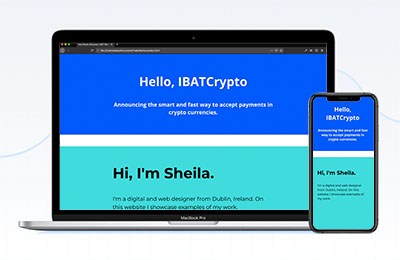 Hello, IBATCrypto
Announcing the smart and fast way to accept payments in
crypto currencies.
Hi, I'm Sheila.
I'm a digital and web designer from Dublin, Ireland. On
this website I showcase examples of my work.
MacBook Pro
Hello,
IBATCrypto
Announcing the smart and fast
way to accept payments in
crypto currencies.
Hi, I'm Sheila.
I'm a digital and web designer
from Dublin, Ireland. On this
website I showcase examples of
my work.